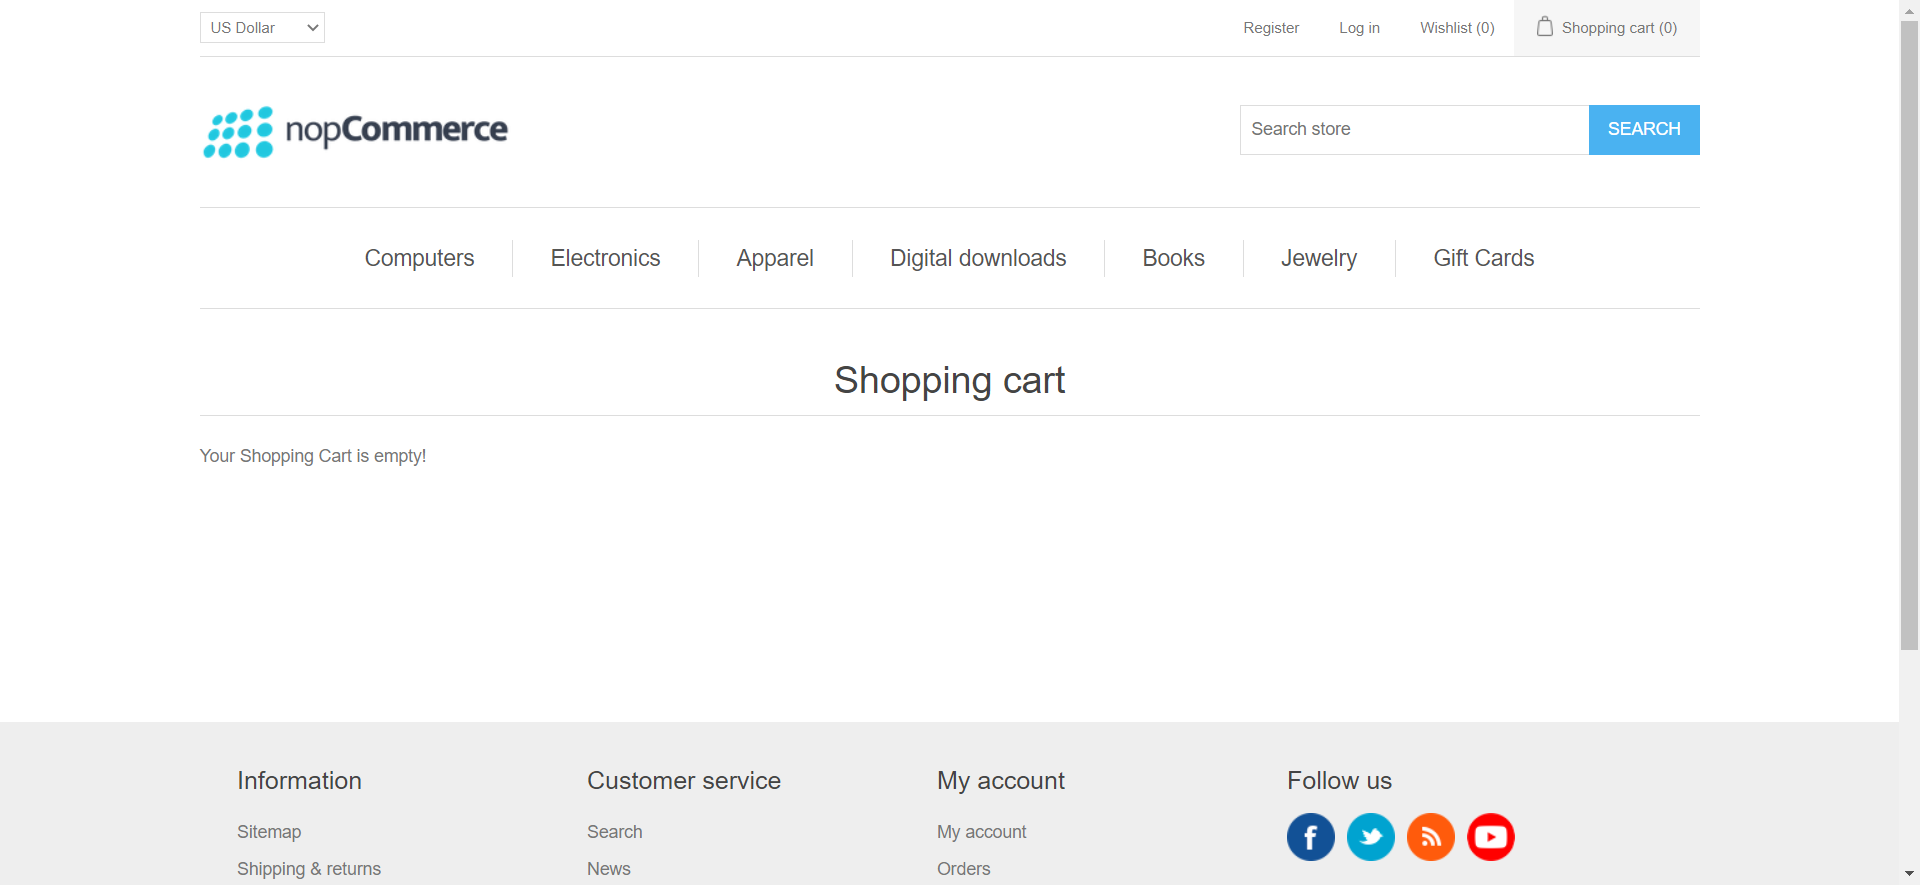 US Dollar
Register
Log in
Wishlist (0)
Shopping cart (0)
nopCommerce
Search store
SEARCH
Computers
Electronics
Apparel
Digital downloads
Books
Jewelry
Gift Cards
Shopping cart
Your Shopping Cart is empty!
Information
Sitemap
Shipping & returns
Customer service
Search
News
My account
My account
Orders
Follow us